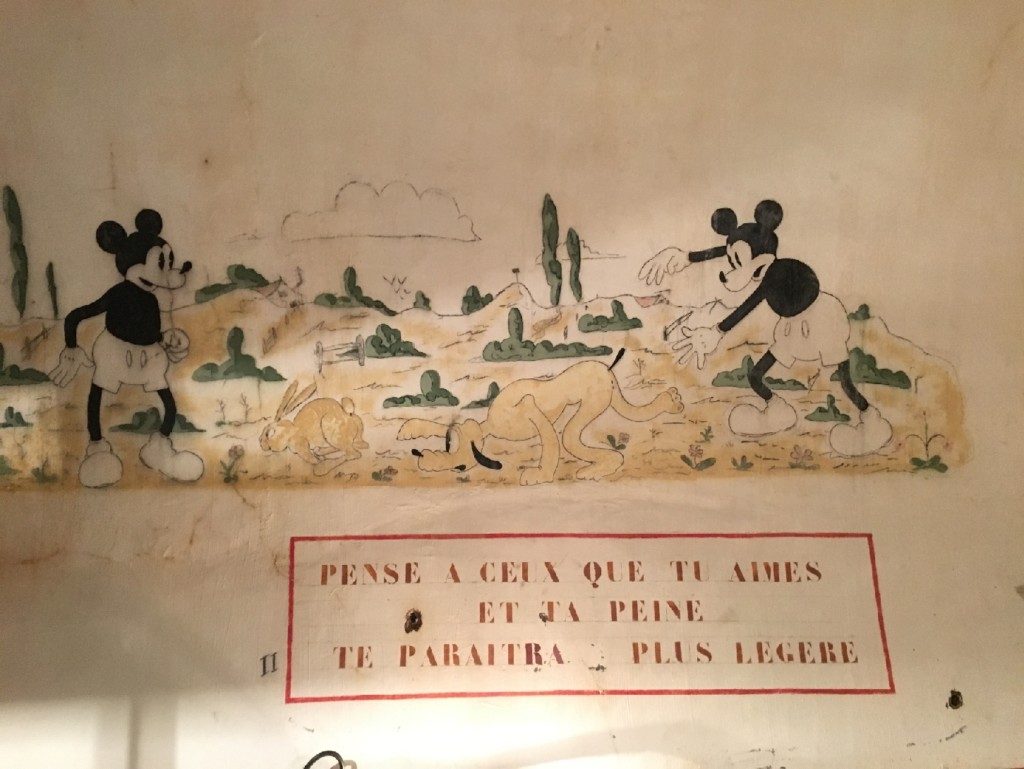 PENSE A CEUX QUE TU AIMES
ET TA PEINE
TE PARAITRA PLUS LEGERE
II